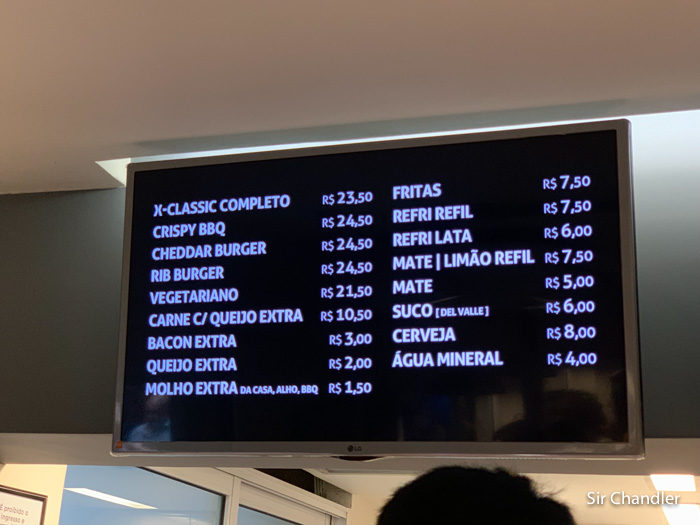 X-CLASSIC COMPLETO R$ 23,50
CRISPY BBQ R$ 24,50
CHEDDAR BURGER R$ 24,50
RIB BURGER R$ 24,50
VEGETARIANO R$ 21,50
CARNE C/ QUEIJO EXTRA R$ 10,50
BACON EXTRA R$ 3,00
QUEIJO EXTRA R$ 2,00
MOLHO EXTRA DA CASA, ALHO, BBQ R$ 1,50
FRITAS R$ 7,50
REFRI REFIL R$ 7,50
REFRI LATA R$ 6,00
MATE | LIMÃO REFIL R$ 7,50
MATE R$ 5,00
SUCO [ DEL VALLE ] R$ 6,00
CERVEJA R$ 8,00
ÁGUA MINERAL R$ 4,00
LG
É proibido o
ingresso e
Sir Chandler